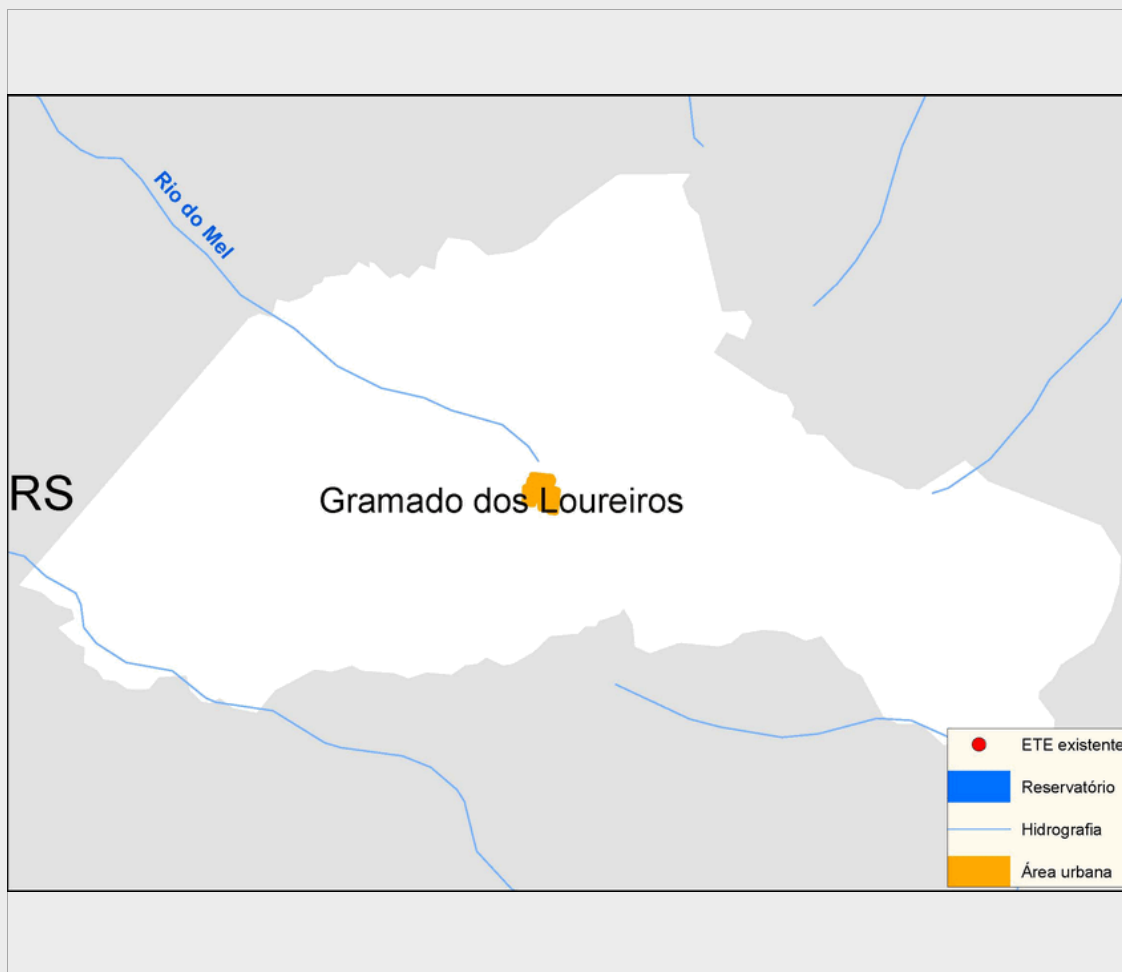 Rio do Mel
RS
Gramado dos Loureiros
ETE existente
Reservatório
Hidrografia
Área urbana